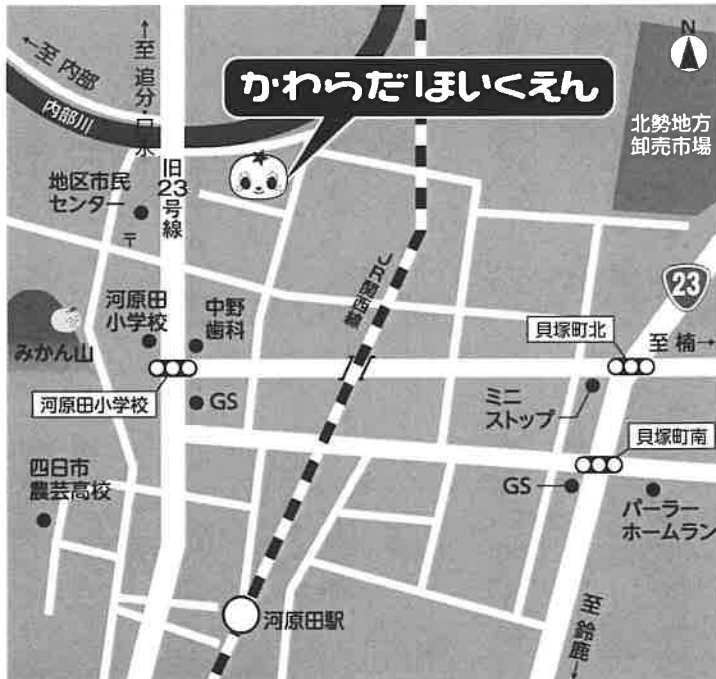 N
←至 内部
←至 追分・日永
内部川
かわらだほいくえん
北勢地方
卸売市場
地区市民
センター
旧23号線
〒
JR関西線
23
河原田
小学校
中野
歯科
みかん山
貝塚町北
至 楠→
河原田小学校
GS
ミニ
ストップ
貝塚町南
四日市
農芸高校
GS
パーラー
ホームラン
河原田駅
至 鈴鹿→